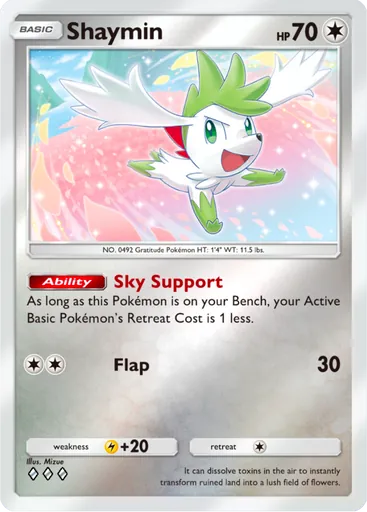 BASIC Shaymin HP 70
NO. 0492 Gratitude Pokémon HT: 1'4" WT: 11.5 lbs.
Ability Sky Support
As long as this Pokémon is on your Bench, your Active
Basic Pokémon's Retreat Cost is 1 less.
Flap 30
weakness +20 retreat
Illus. Mizue
It can dissolve toxins in the air to instantly
transform ruined land into a lush field of flowers.